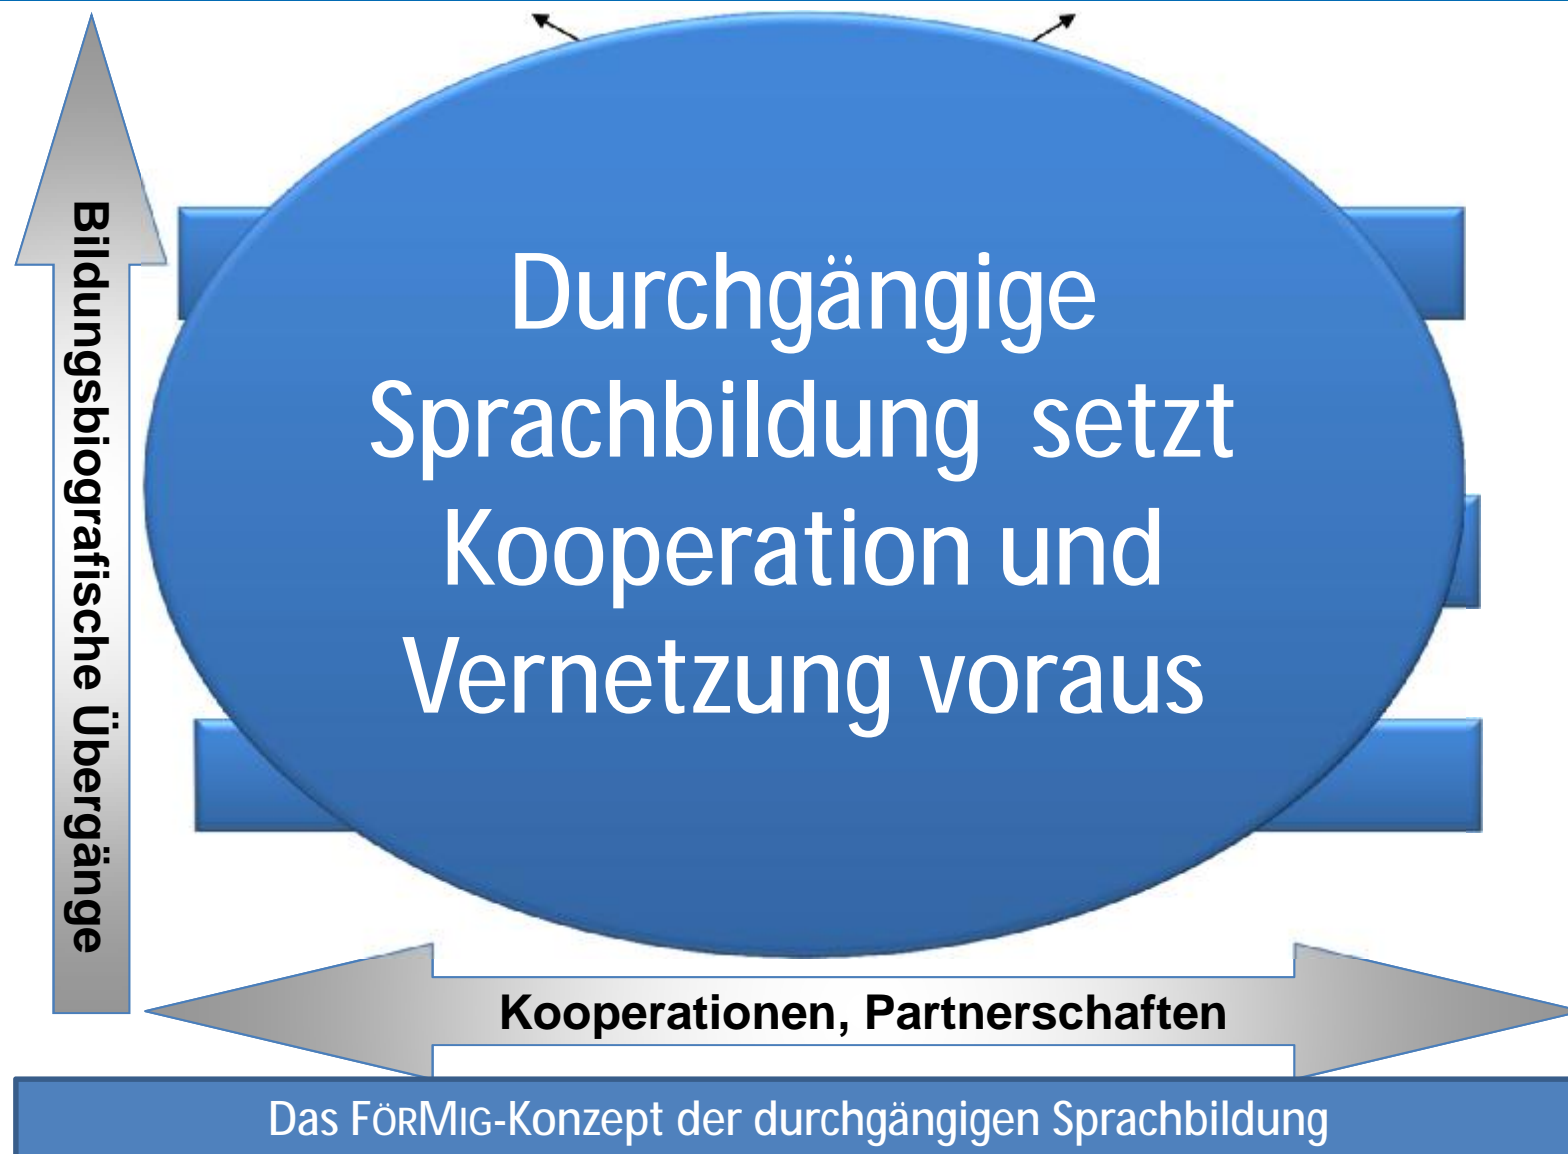 Bildungsbiografische Übergänge
Durchgängige
Sprachbildung setzt
Kooperation und
Vernetzung voraus
Kooperationen, Partnerschaften
Das FÖRMIG-Konzept der durchgängigen Sprachbildung